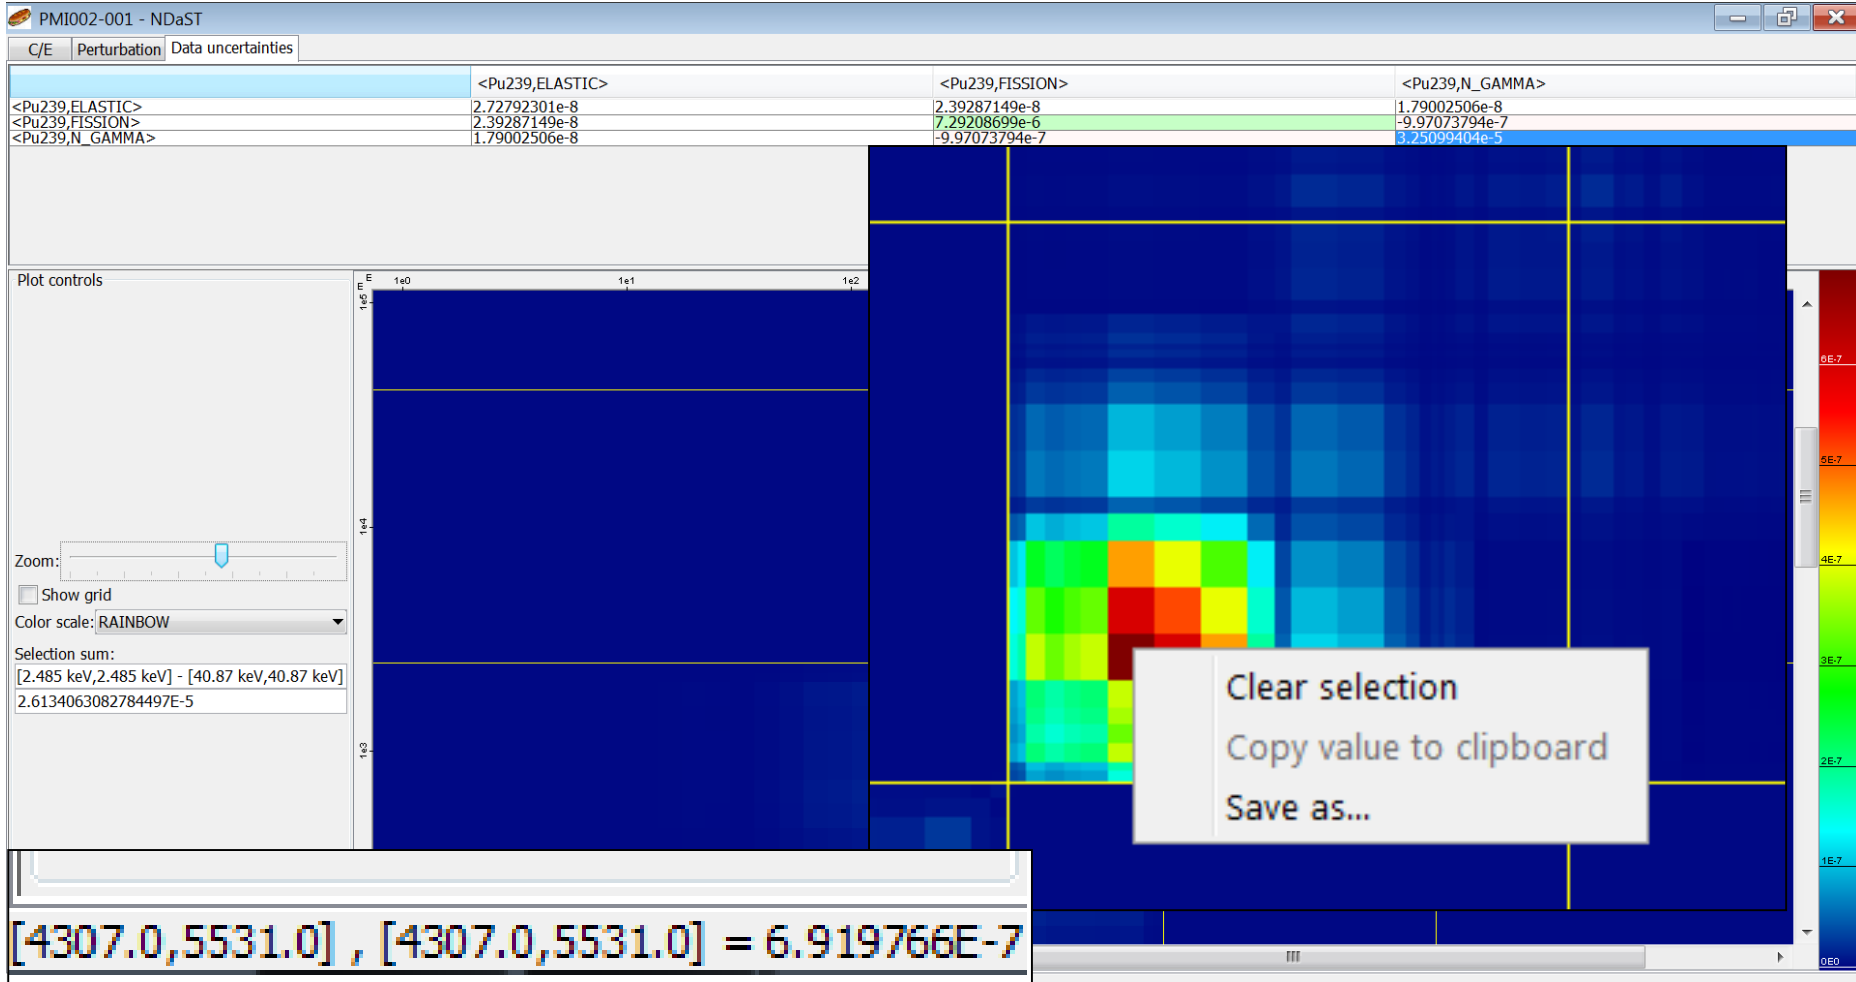 PMI002-001 - NDaST
C/E Perturbation Data uncertainties
<Pu239,ELASTIC> <Pu239,FISSION> <Pu239,N_GAMMA>
<Pu239,ELASTIC> 2.72792301e-8 2.39287149e-8 1.79002506e-8
<Pu239,FISSION> 2.39287149e-8 7.29208699e-6 -9.97073794e-7
<Pu239,N_GAMMA> 1.79002506e-8 -9.97073794e-7 3.25099404e-5
Plot controls
E
E
1e0 1e1 1e2
1e5
1e4
1e3
Zoom:
Show grid
Color scale: RAINBOW
Selection sum:
[2.485 keV,2.485 keV] - [40.87 keV,40.87 keV]
2.6134063082784497E-5
Clear selection
Copy value to clipboard
Save as...
6E-7
5E-7
4E-7
3E-7
2E-7
1E-7
0E0
[4307.0,5531.0] , [4307.0,5531.0] = 6.919766E-7